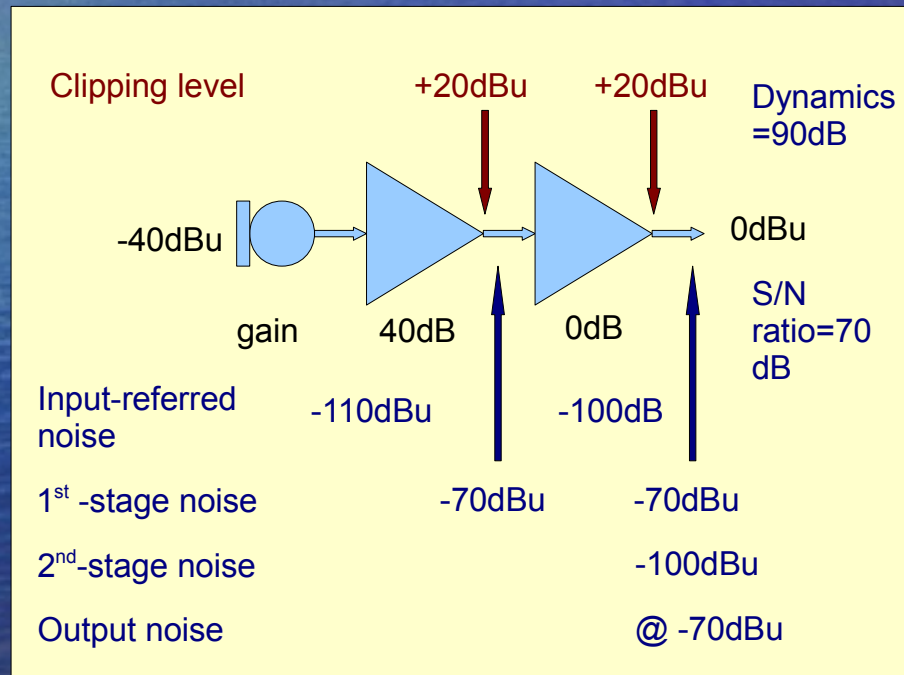 Clipping level +20dBu +20dBu Dynamics
=90dB
-40dBu 0dBu
gain 40dB 0dB S/N
ratio=70
dB
Input-referred
noise -110dBu -100dB
1st -stage noise -70dBu -70dBu
2nd-stage noise -100dBu
Output noise @ -70dBu